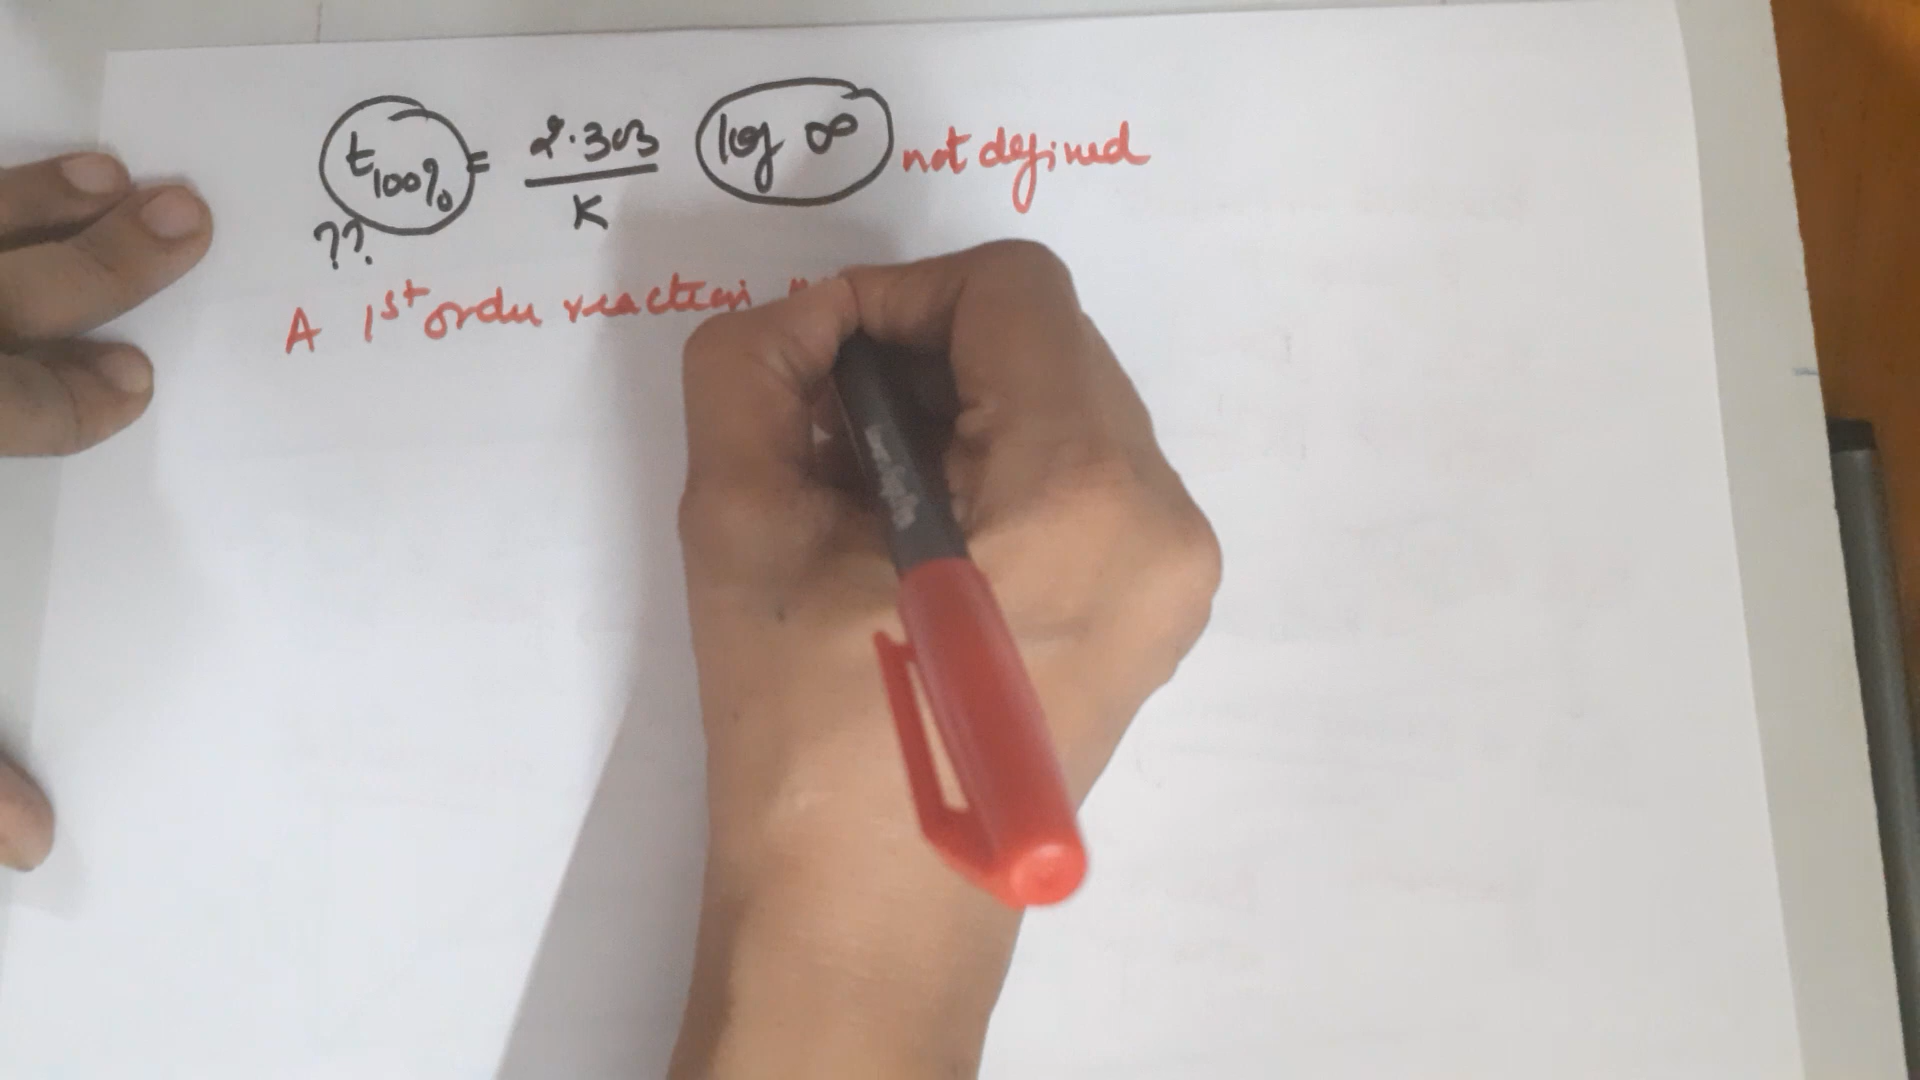 t100% = 2.303/K log ∞ not defined
??
A 1st order reaction